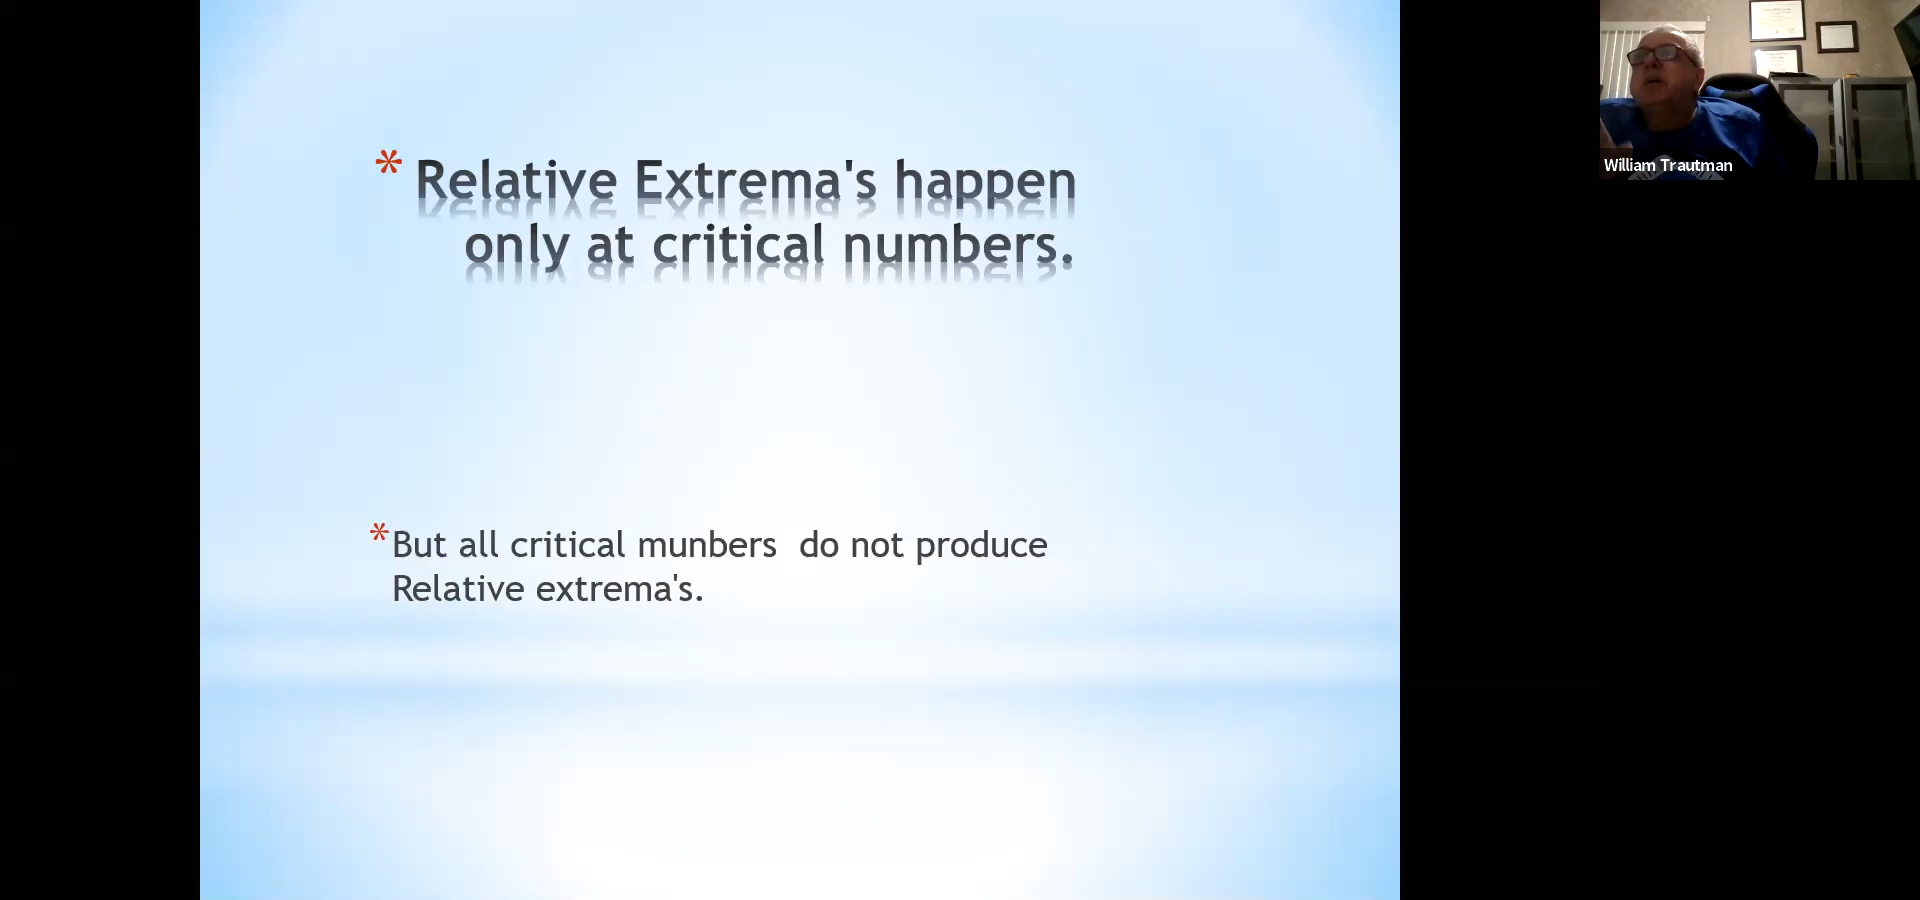 * Relative Extrema's happen
only at critical numbers.
* But all critical munbers do not produce
Relative extrema's.
William Trautman